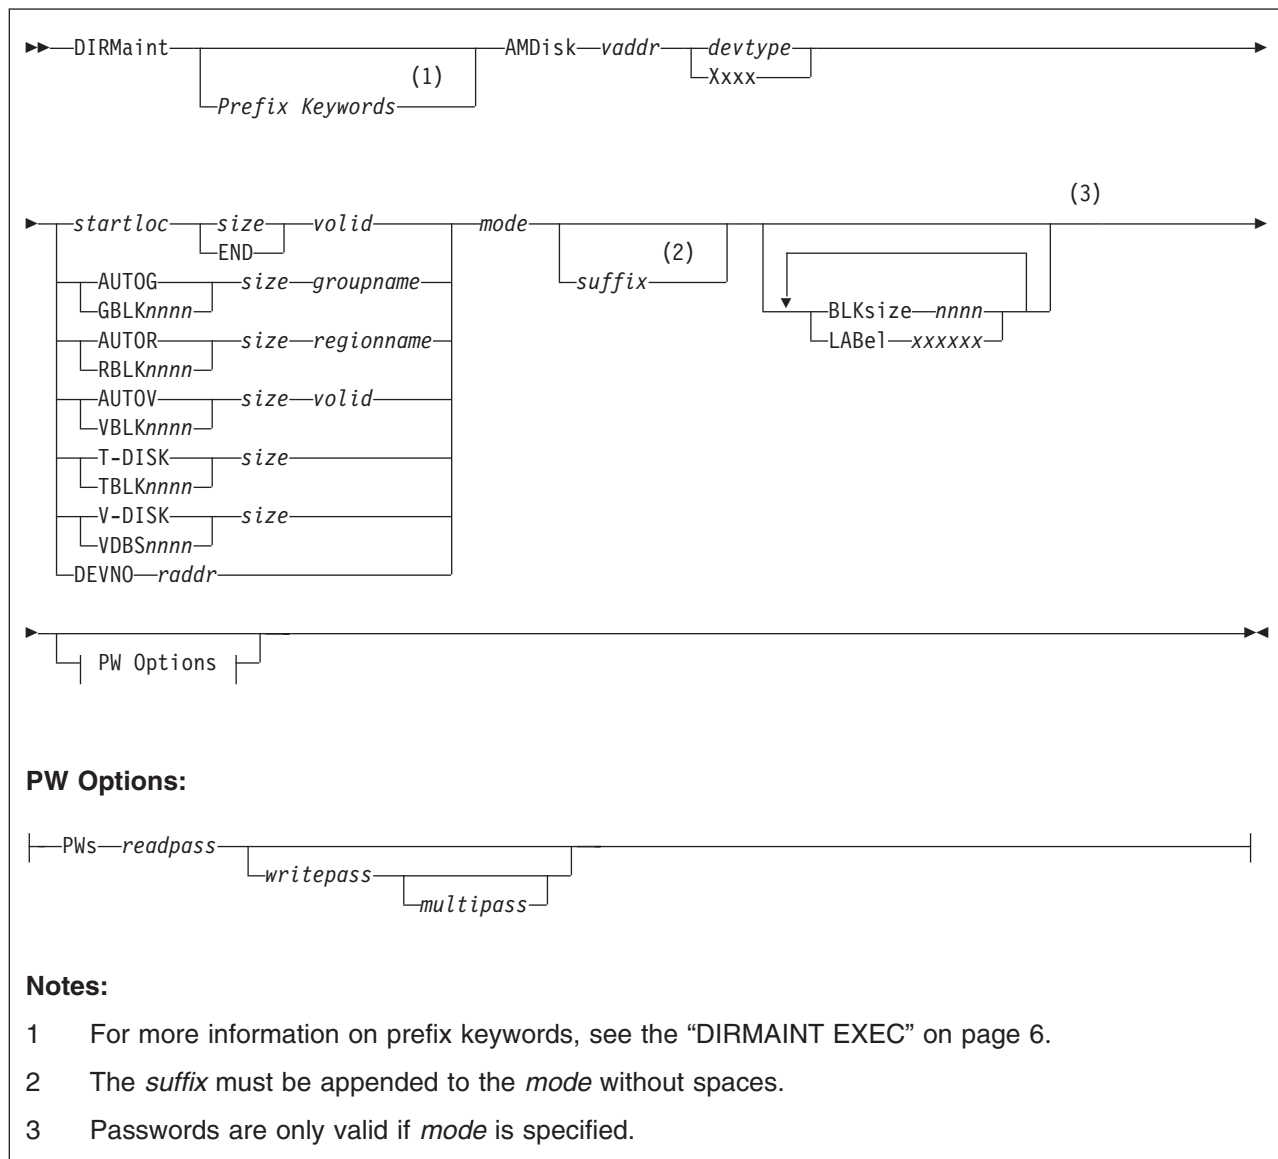 DIRMaint AMDisk vaddr devtype
(1) Xxxx
Prefix Keywords
(3)
startloc size volid mode
END (2)
AUTOG size groupname suffix
GBLKnnnn BLKsize nnnn
AUTOR size regionname LABel xxxxxx
RBLKnnnn
AUTOV size volid
VBLKnnnn
T-DISK size
TBLKnnnn
V-DISK size
VDBSnnnn
DEVNO raddr
PW Options
PW Options:
PWs readpass
writepass
multipass
Notes:
1 For more information on prefix keywords, see the “DIRMAINT EXEC” on page 6.
2 The suffix must be appended to the mode without spaces.
3 Passwords are only valid if mode is specified.